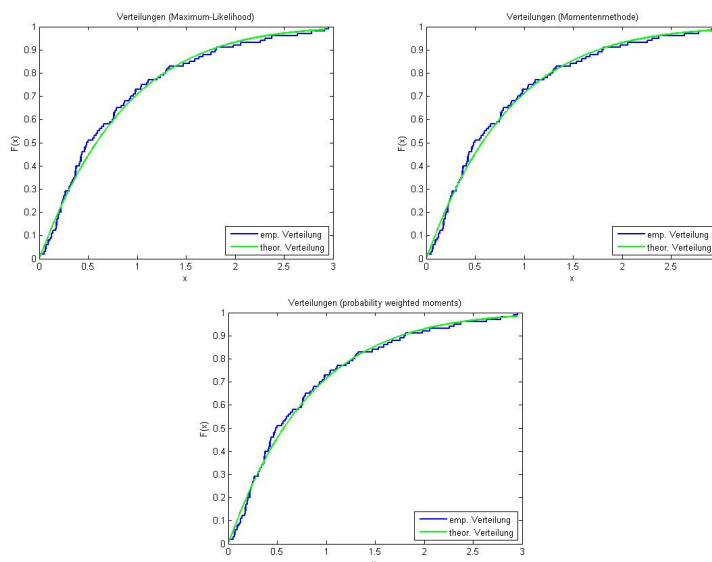 Verteilungen (Maximum-Likelihood)
1
0.9
0.8
0.7
0.6
0.5
0.4
0.3
0.2
0.1
0
F(x)
emp. Verteilung
theor. Verteilung
0 0.5 1 1.5 2 2.5 3
x
Verteilungen (Momentenmethode)
1
0.9
0.8
0.7
0.6
0.5
0.4
0.3
0.2
0.1
0
F(x)
emp. Verteilung
theor. Verteilung
0 0.5 1 1.5 2 2.5
x
Verteilungen (probability weighted moments)
1
0.9
0.8
0.7
0.6
0.5
0.4
0.3
0.2
0.1
0
F(x)
emp. Verteilung
theor. Verteilung
0 0.5 1 1.5 2 2.5 3